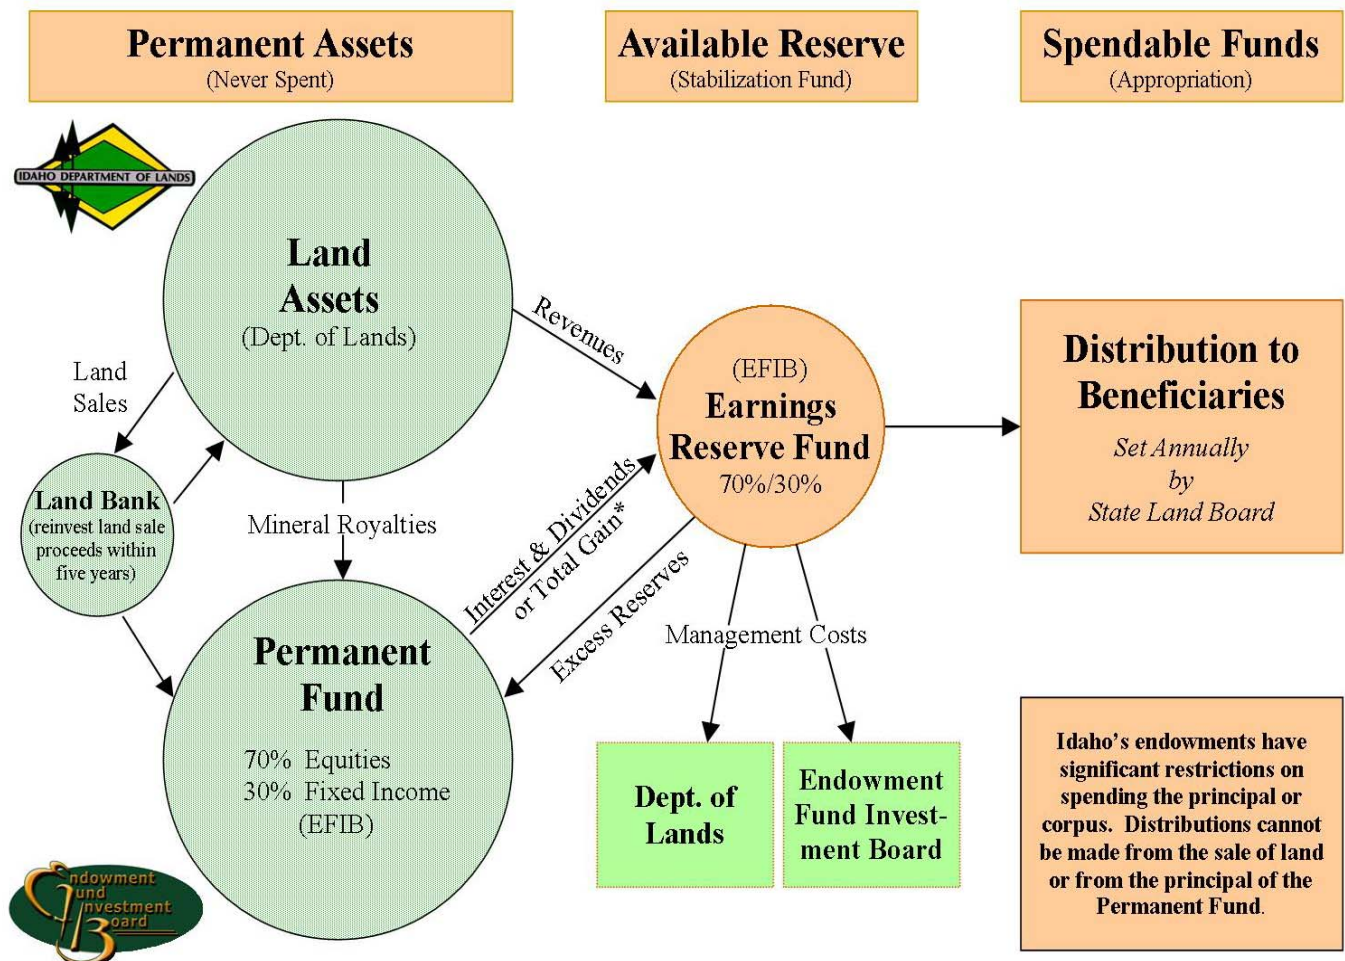 Permanent Assets
(Never Spent)
Available Reserve
(Stabilization Fund)
Spendable Funds
(Appropriation)
IDAHO DEPARTMENT OF LANDS
Land
Assets
(Dept. of Lands)
Revenues
Land
Sales
Land Bank
(reinvest land sale
proceeds within
five years)
Mineral Royalties
Interest & Dividends
or Total Gain*
Excess Reserves
(EFIB)
Earnings
Reserve Fund
70%/30%
Distribution to
Beneficiaries
Set Annually
by
State Land Board
Permanent
Fund
70% Equities
30% Fixed Income
(EFIB)
Management Costs
Dept. of
Lands
Endowment
Fund Invest-
ment Board
Idaho’s endowments have
significant restrictions on
spending the principal or
corpus. Distributions cannot
be made from the sale of land
or from the principal of the
Permanent Fund.
Endowment
Fund
Investment
Board